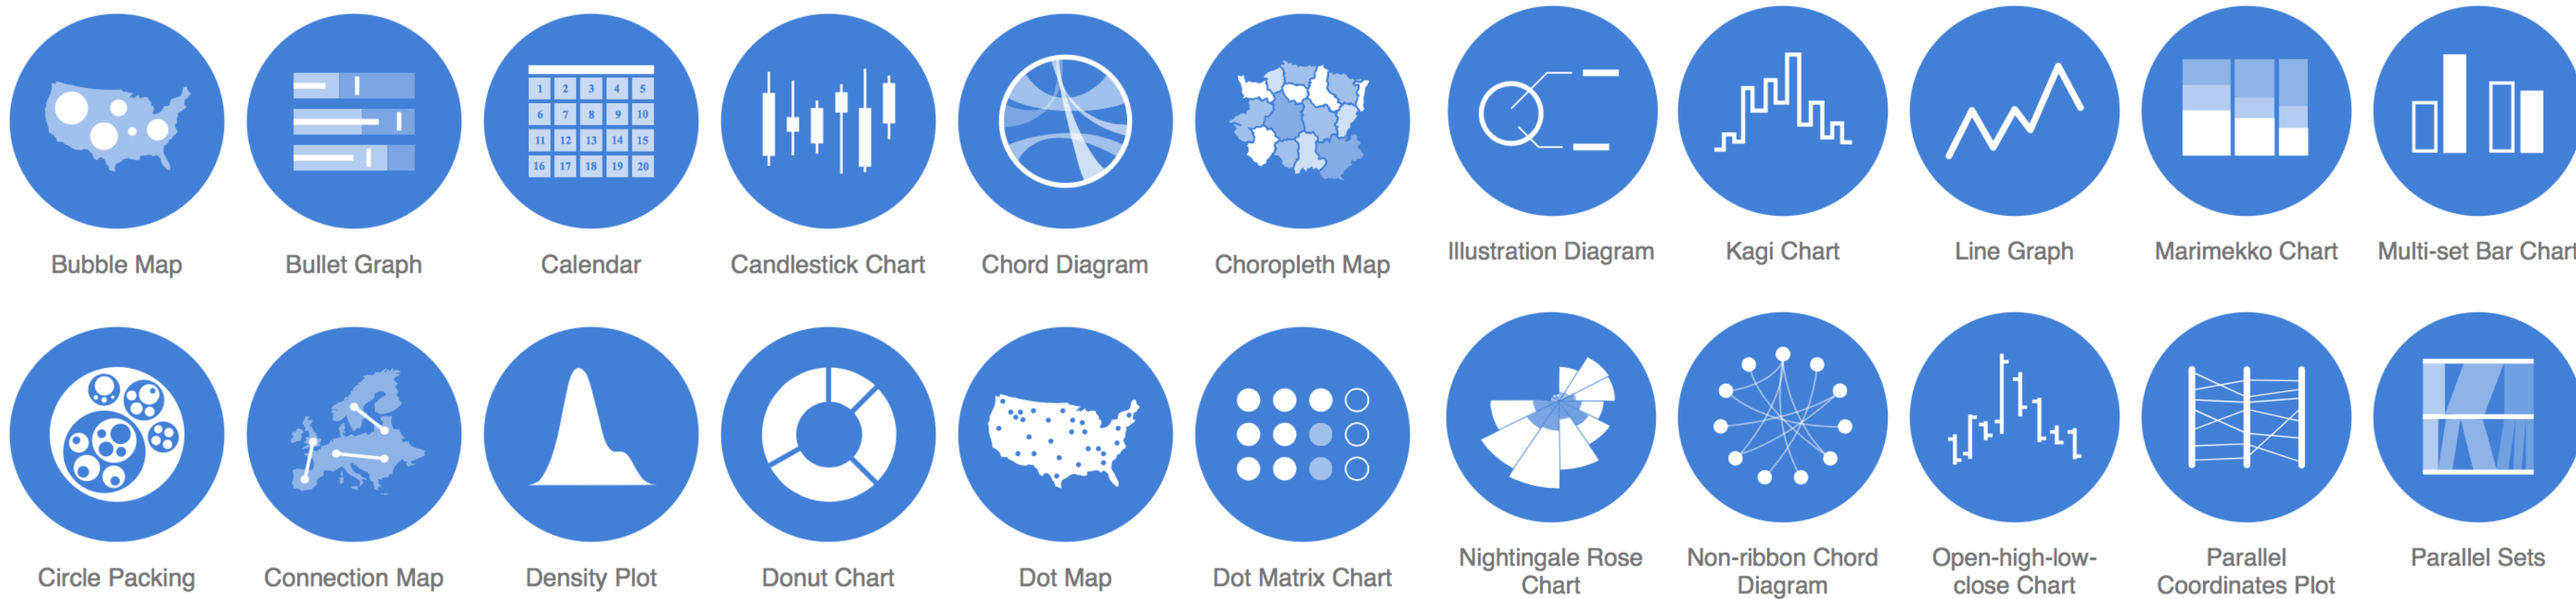 1 2 3 4 5
6 7 8 9 10
11 12 13 14 15
16 17 18 19 20
Bubble Map
Bullet Graph
Calendar
Candlestick Chart
Chord Diagram
Choropleth Map
Illustration Diagram
Kagi Chart
Line Graph
Marimekko Chart
Multi-set Bar Chart
Circle Packing
Connection Map
Density Plot
Donut Chart
Dot Map
Dot Matrix Chart
Nightingale Rose
Chart
Non-ribbon Chord
Diagram
Open-high-low-
close Chart
Parallel
Coordinates Plot
Parallel Sets